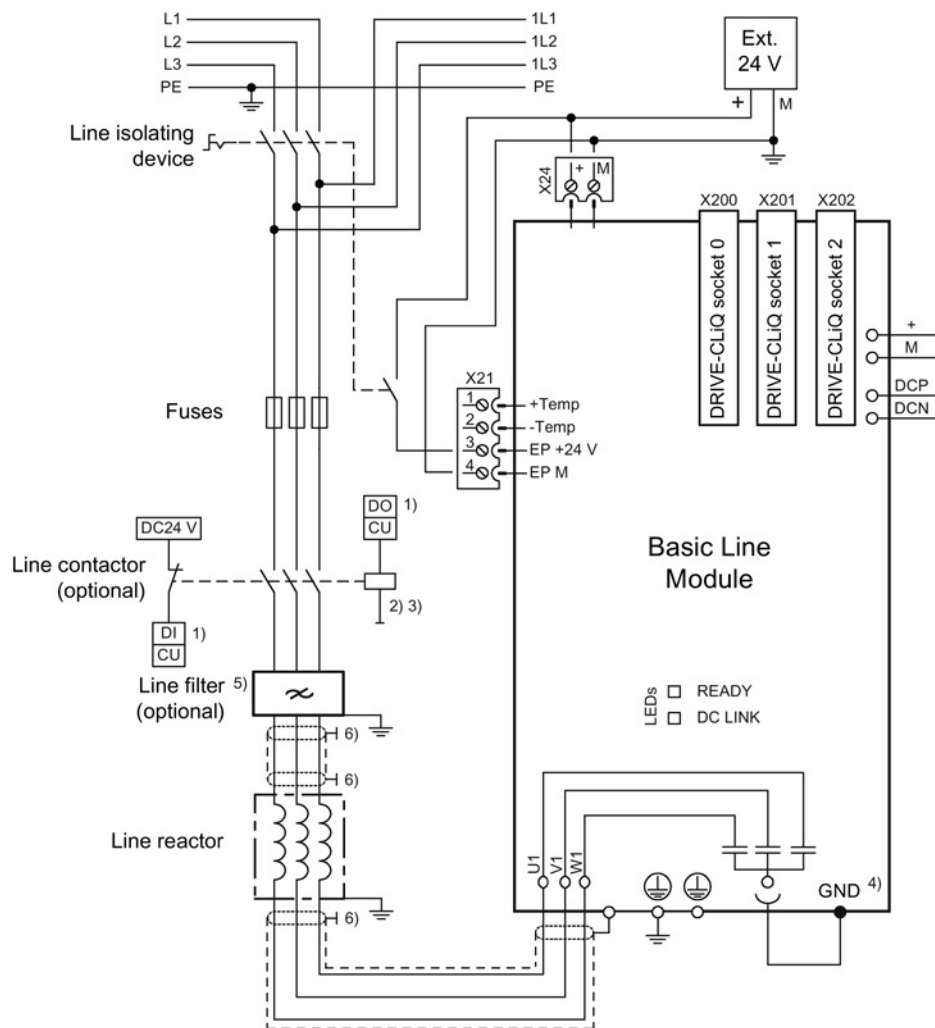 L1
1L1
L2
1L2
L3
1L3
PE
PE
Ext.
24 V
+
M
Line isolating
device
X24
+
M
X200
X201
X202
DRIVE-CLiQ socket 0
DRIVE-CLiQ socket 1
DRIVE-CLiQ socket 2
+
M
DCP
DCN
X21
1
+Temp
2
-Temp
3
EP +24 V
4
EP M
Fuses
DO
1)
CU
DC24 V
Line contactor
(optional)
2) 3)
DI
1)
CU
Basic Line
Module
Line filter 5)
(optional)
LEDs
READY
DC LINK
6)
6)
Line reactor
U1
V1
W1
GND 4)
6)